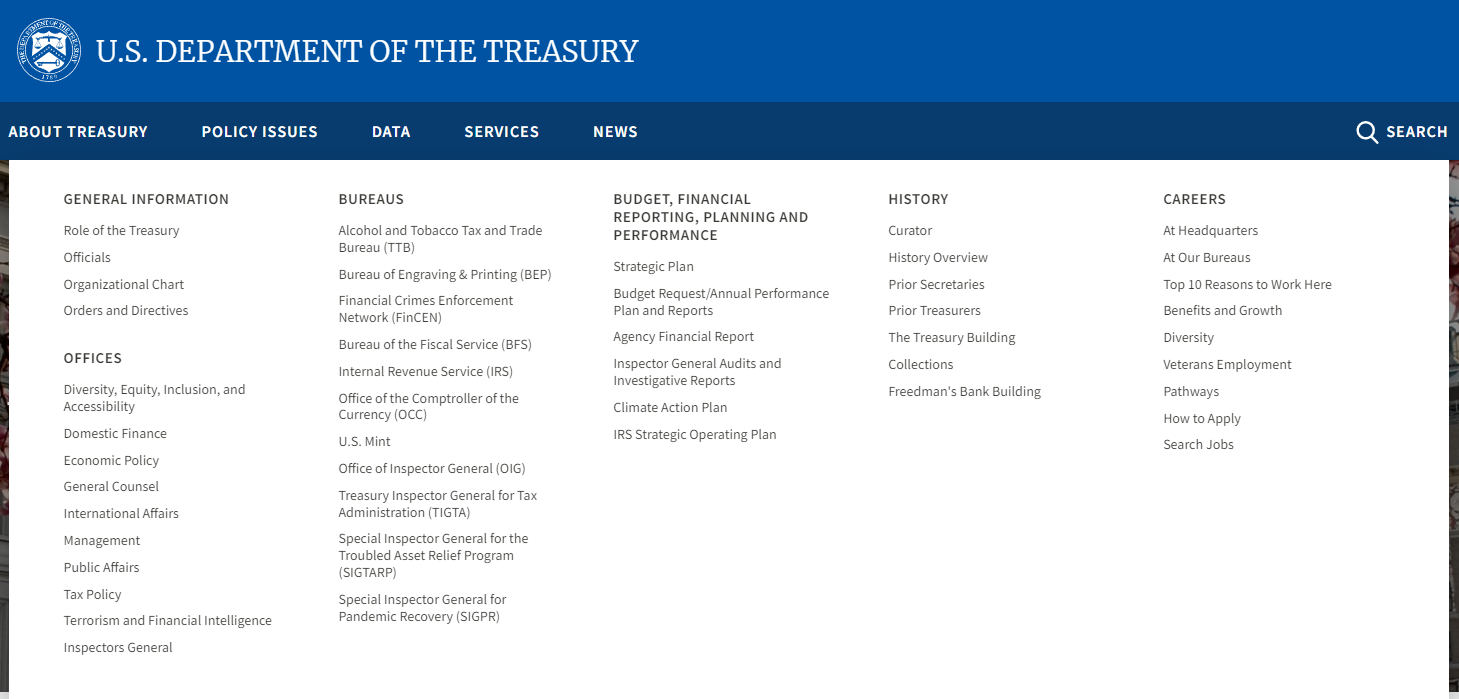 U.S. DEPARTMENT OF THE TREASURY
ABOUT TREASURY
POLICY ISSUES
DATA
SERVICES
NEWS
SEARCH
GENERAL INFORMATION
Role of the Treasury
Officials
Organizational Chart
Orders and Directives
OFFICES
Diversity, Equity, Inclusion, and
Accessibility
Domestic Finance
Economic Policy
General Counsel
International Affairs
Management
Public Affairs
Tax Policy
Terrorism and Financial Intelligence
Inspectors General
BUREAUS
Alcohol and Tobacco Tax and Trade
Bureau (TTB)
Bureau of Engraving & Printing (BEP)
Financial Crimes Enforcement
Network (FinCEN)
Bureau of the Fiscal Service (BFS)
Internal Revenue Service (IRS)
Office of the Comptroller of the
Currency (OCC)
U.S. Mint
Office of Inspector General (OIG)
Treasury Inspector General for Tax
Administration (TIGTA)
Special Inspector General for the
Troubled Asset Relief Program
(SIGTARP)
Special Inspector General for
Pandemic Recovery (SIGPR)
BUDGET, FINANCIAL
REPORTING, PLANNING AND
PERFORMANCE
Strategic Plan
Budget Request/Annual Performance
Plan and Reports
Agency Financial Report
Inspector General Audits and
Investigative Reports
Climate Action Plan
IRS Strategic Operating Plan
HISTORY
Curator
History Overview
Prior Secretaries
Prior Treasurers
The Treasury Building
Collections
Freedman's Bank Building
CAREERS
At Headquarters
At Our Bureaus
Top 10 Reasons to Work Here
Benefits and Growth
Diversity
Veterans Employment
Pathways
How to Apply
Search Jobs